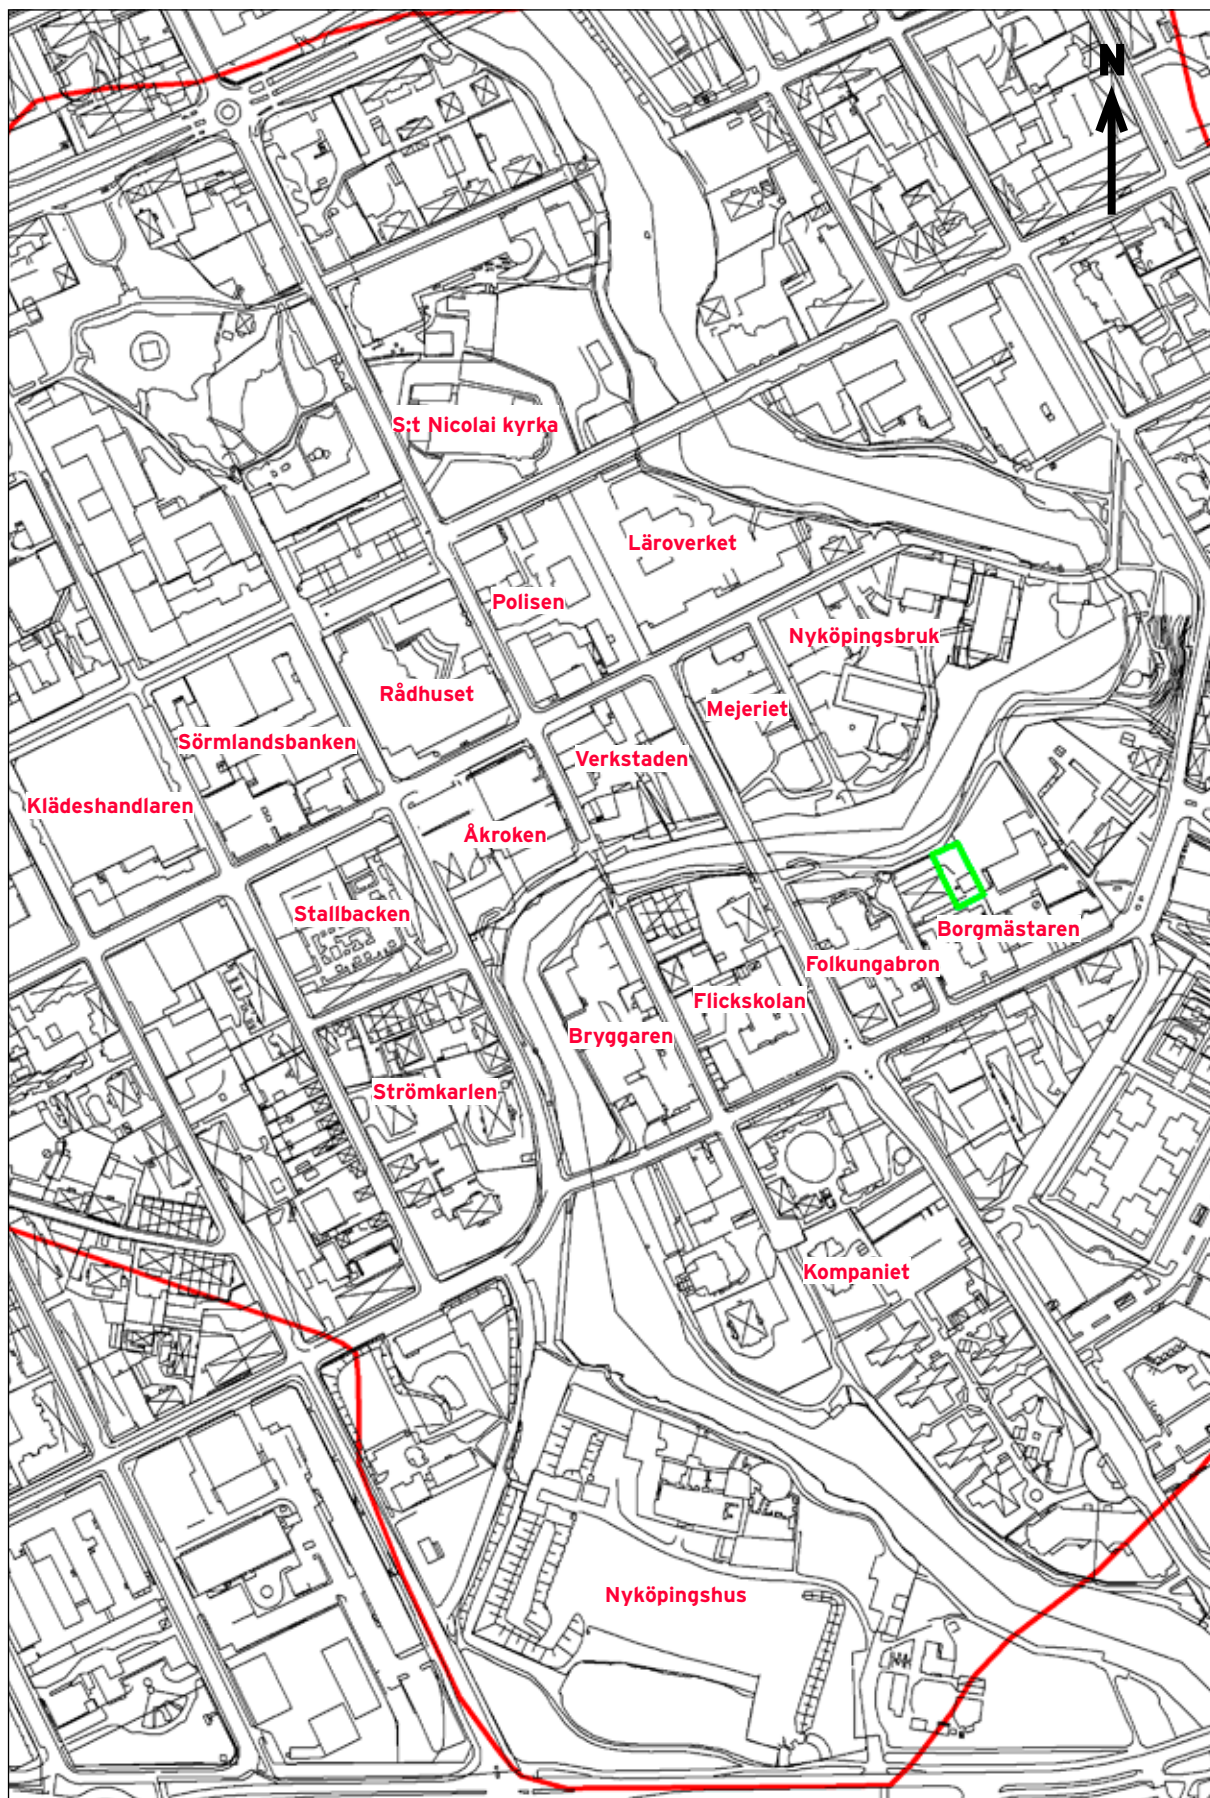 N
S:t Nicolai kyrka
Läroverket
Polisen
Nyköpingsbruk
Rådhuset
Mejeriet
Sörmlandsbanken
Verkstaden
Klädeshandlaren
Åkroken
Stallbacken
Borgmästaren
Folkungabron
Flickskolan
Bryggaren
Strömkarlen
Kompaniet
Nyköpingshus